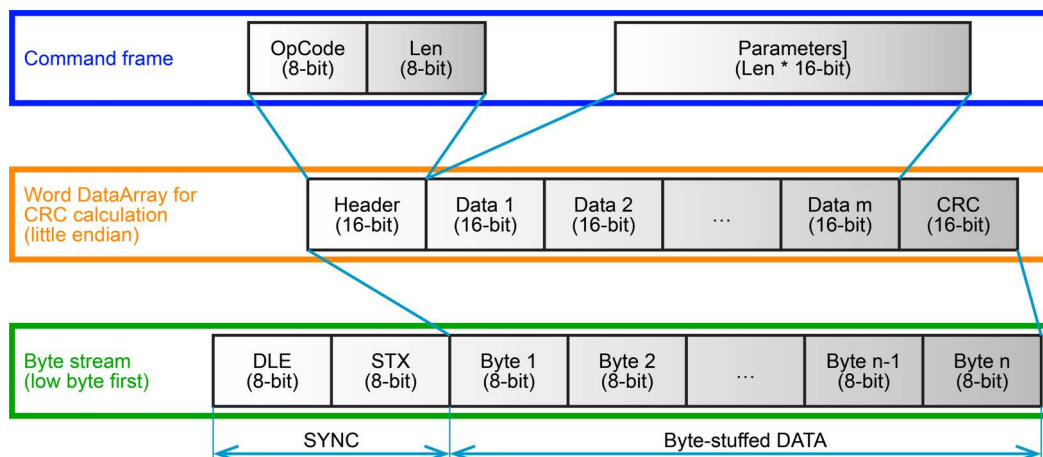 Command frame
OpCode
(8-bit)
Len
(8-bit)
Parameters]
(Len * 16-bit)
Word DataArray for
CRC calculation
(little endian)
Header
(16-bit)
Data 1
(16-bit)
Data 2
(16-bit)
...
Data m
(16-bit)
CRC
(16-bit)
Byte stream
(low byte first)
DLE
(8-bit)
STX
(8-bit)
Byte 1
(8-bit)
Byte 2
(8-bit)
...
Byte n-1
(8-bit)
Byte n
(8-bit)
SYNC
Byte-stuffed DATA